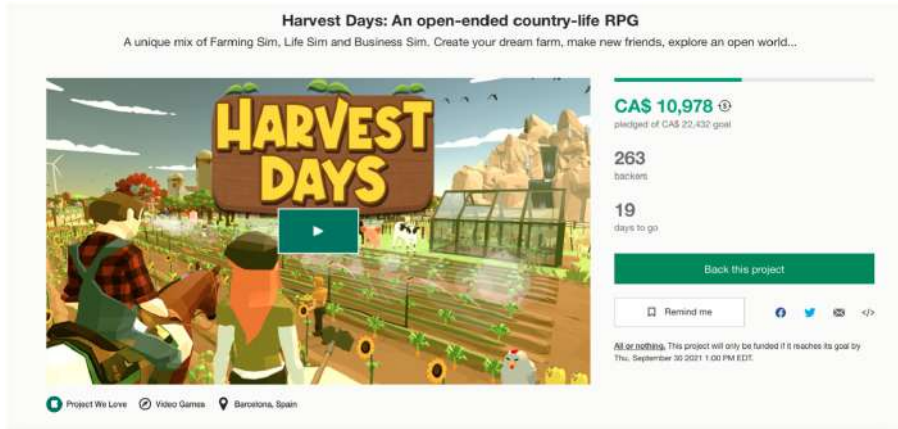 Harvest Days: An open-ended country-life RPG
A unique mix of Farming Sim, Life Sim and Business Sim. Create your dream farm, make new friends, explore an open world...
HARVEST
DAYS
CA$ 10,978
pledged of CA$ 22,432 goal
263
backers
19
days to go
Back this project
Remind me
All or nothing. This project will only be funded if it reaches its goal by
Thu, September 30 2021 1:00 PM EDT.
Project We Love
Video Games
Barcelona, Spain